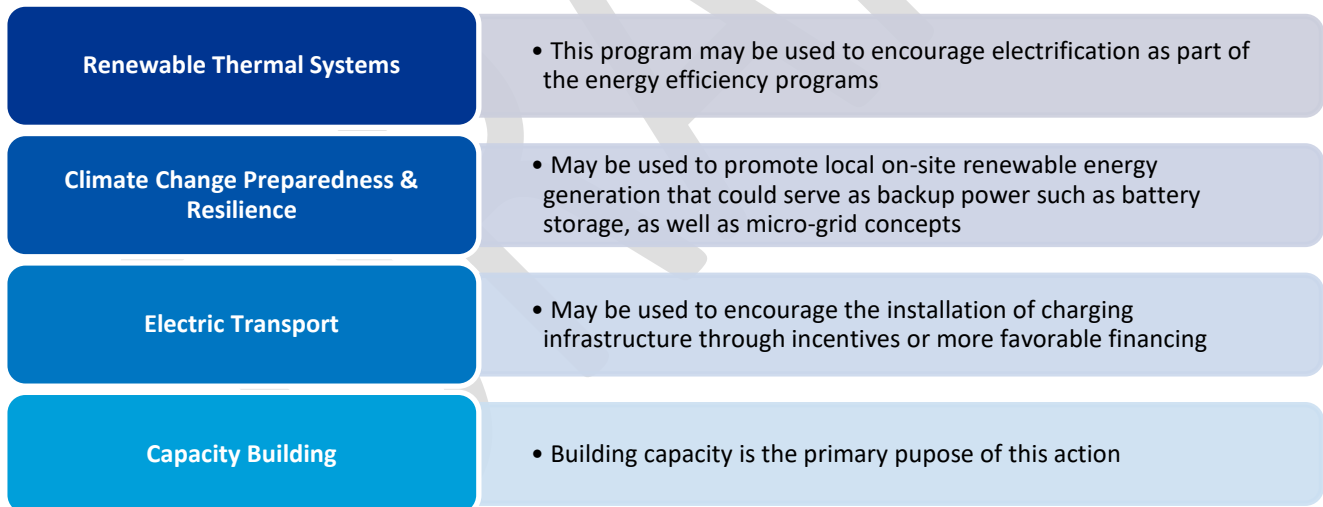 Renewable Thermal Systems
• This program may be used to encourage electrification as part of
the energy efficiency programs
Climate Change Preparedness &
Resilience
• May be used to promote local on-site renewable energy
generation that could serve as backup power such as battery
storage, as well as micro-grid concepts
Electric Transport
• May be used to encourage the installation of charging
infrastructure through incentives or more favorable financing
Capacity Building
• Building capacity is the primary pupose of this action